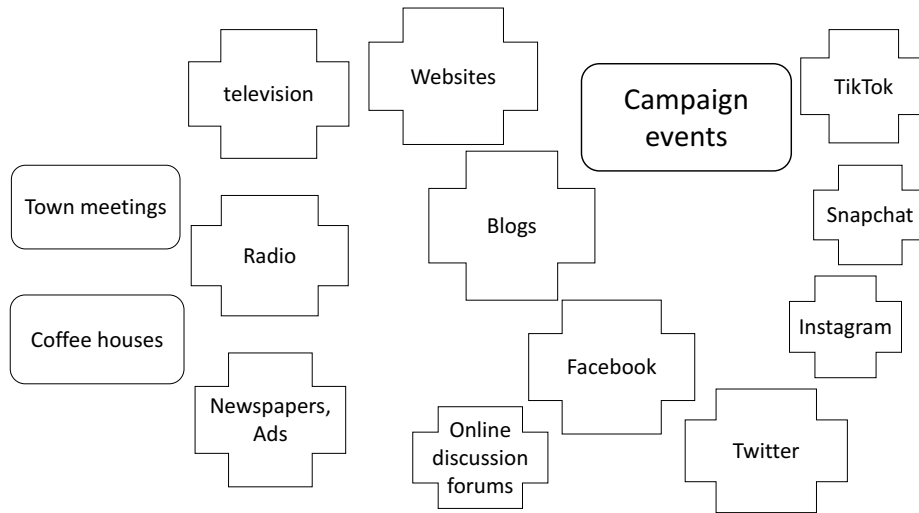 television
Websites
Campaign
events
TikTok
Town meetings
Radio
Blogs
Snapchat
Coffee houses
Instagram
Facebook
Newspapers,
Ads
Online
discussion
forums
Twitter